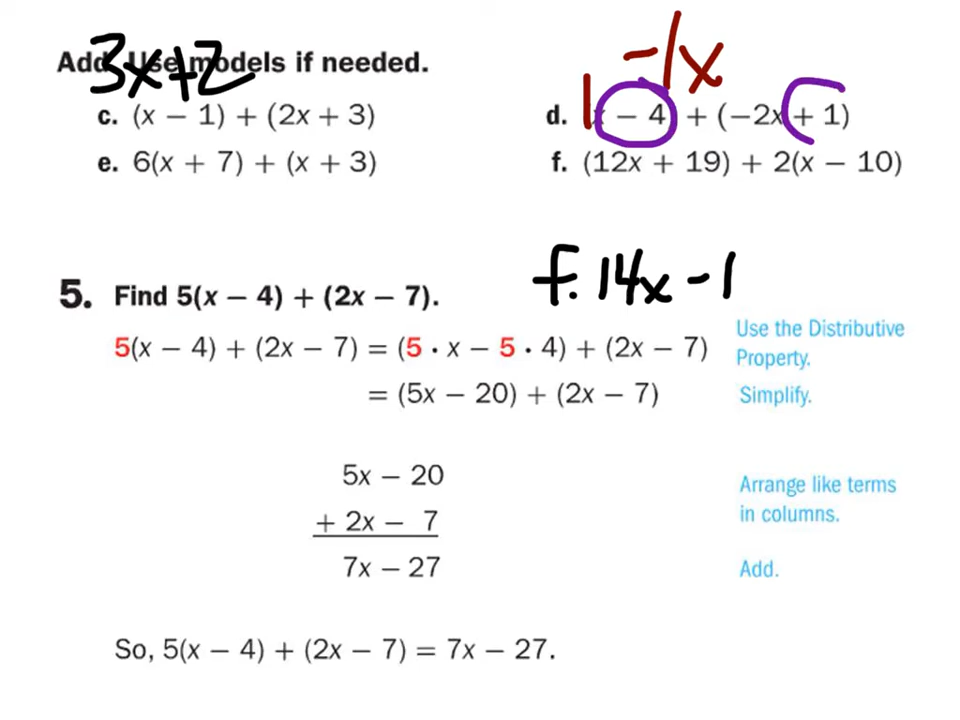 3x+2
Add. Use models if needed.
-1x
c. (x − 1) + (2x + 3)
d. (x − 4) + (−2x + 1)
e. 6(x + 7) + (x + 3)
f. (12x + 19) + 2(x − 10)
f. 14x - 1
5. Find 5(x − 4) + (2x − 7).
5(x − 4) + (2x − 7) = (5 • x − 5 • 4) + (2x − 7)
Use the Distributive
Property.
= (5x − 20) + (2x − 7)
Simplify.
5x − 20
Arrange like terms
+ 2x − 7
in columns.
7x − 27
Add.
So, 5(x − 4) + (2x − 7) = 7x − 27.